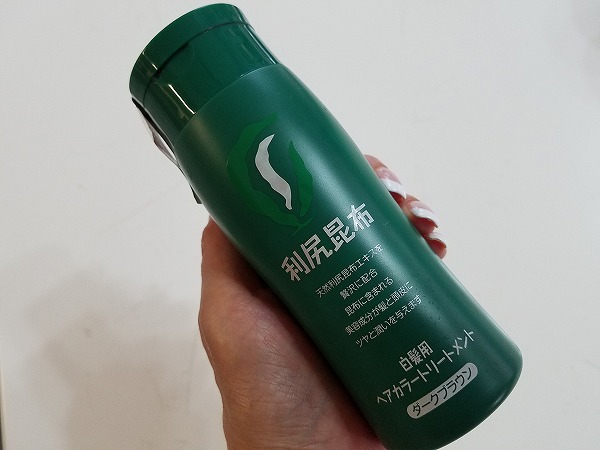 利尻昆布
天然利尻昆布エキスを
贅沢に配合
昆布に含まれる
美容成分が髪と頭皮に
ツヤと潤いを与えます
白髪用
ヘアカラートリートメント
ダークブラウン